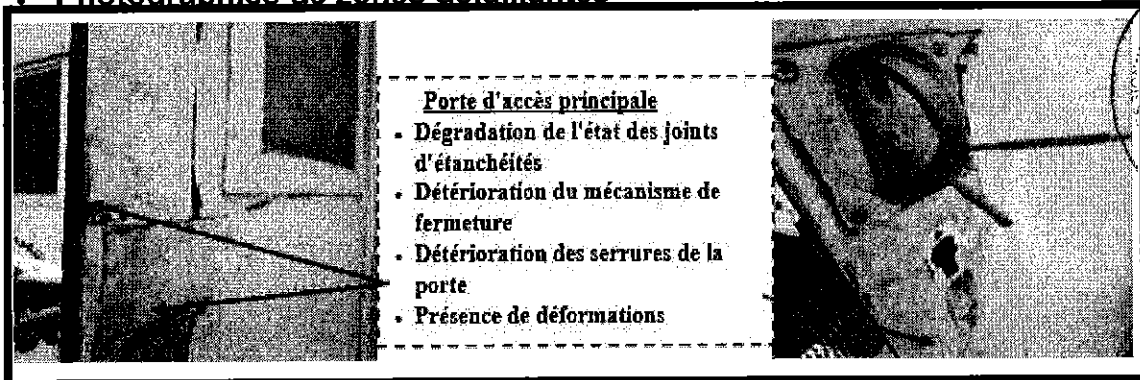 Porte d'accès principale
- Dégradation de l'état des joints
d'étanchéités
- Détérioration du mécanisme de
fermeture
- Détérioration des serrures de la
porte
- Présence de déformations